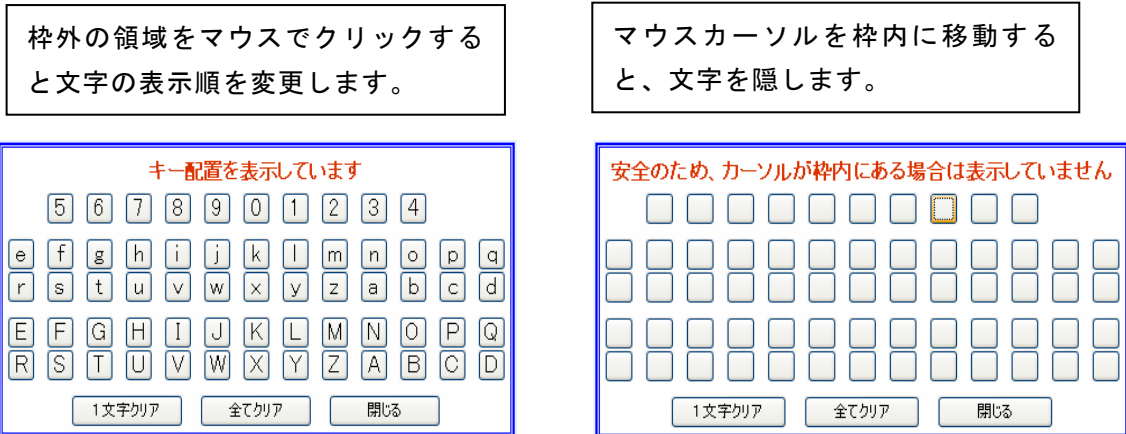 枠外の領域をマウスでクリックする
と文字の表示順を変更します。
マウスカーソルを枠内に移動する
と、文字を隠します。
キー配置を表示しています
5 6 7 8 9 0 1 2 3 4
e f g h i j k l m n o p q
r s t u v w x y z a b c d
E F G H I J K L M N O P Q
R S T U V W X Y Z A B C D
1文字クリア 全てクリア 閉じる
安全のため、カーソルが枠内にある場合は表示していません
1文字クリア 全てクリア 閉じる